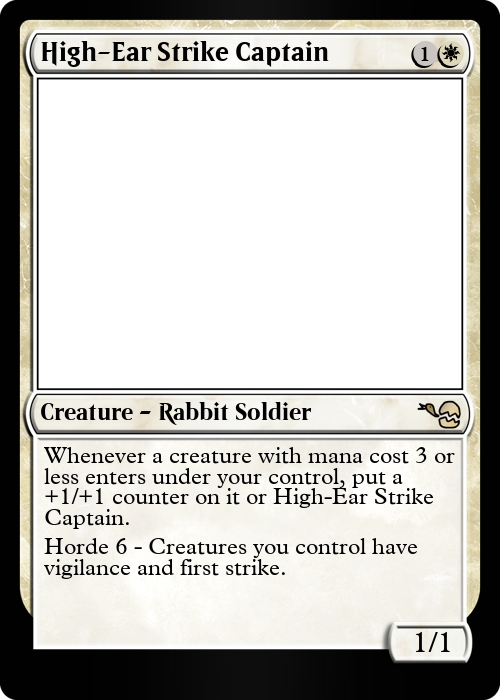 High-Ear Strike Captain 1
Creature - Rabbit Soldier
Whenever a creature with mana cost 3 or
less enters under your control, put a
+1/+1 counter on it or High-Ear Strike
Captain.
Horde 6 - Creatures you control have
vigilance and first strike.
1/1